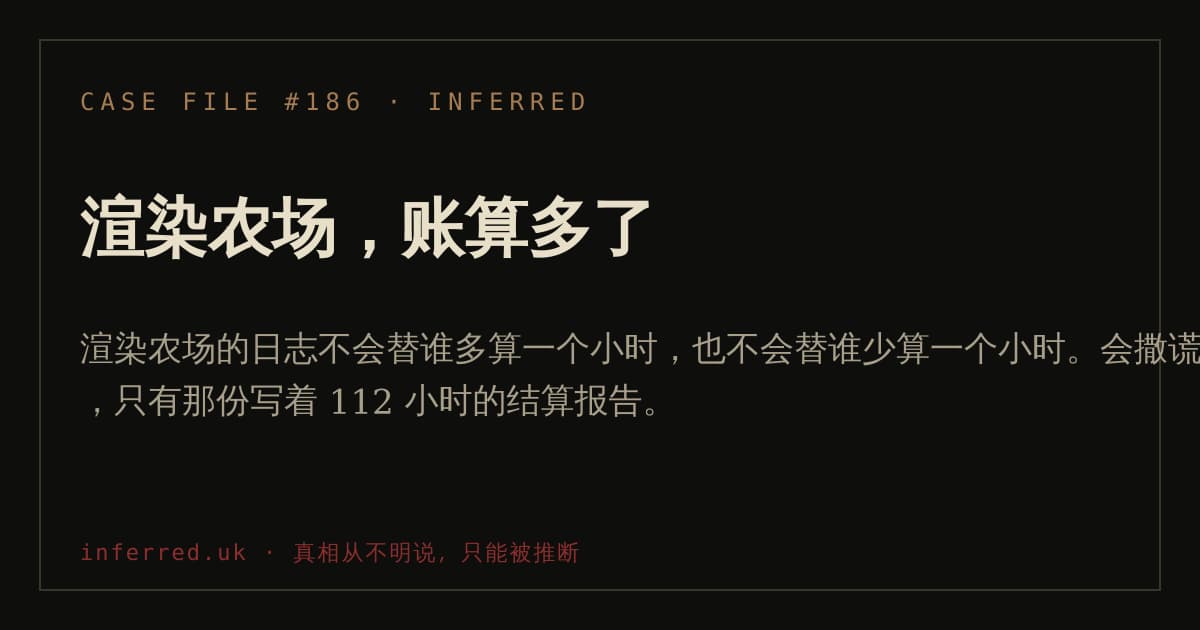 CASE FILE #186 · INFERRED
渲染农场，账算多了
渲染农场的日志不会替谁多算一个小时，也不会替谁少算一个小时。会撒谎
，只有那份写着 112 小时的结算报告。
inferred.uk · 真相从不明说，只能被推断